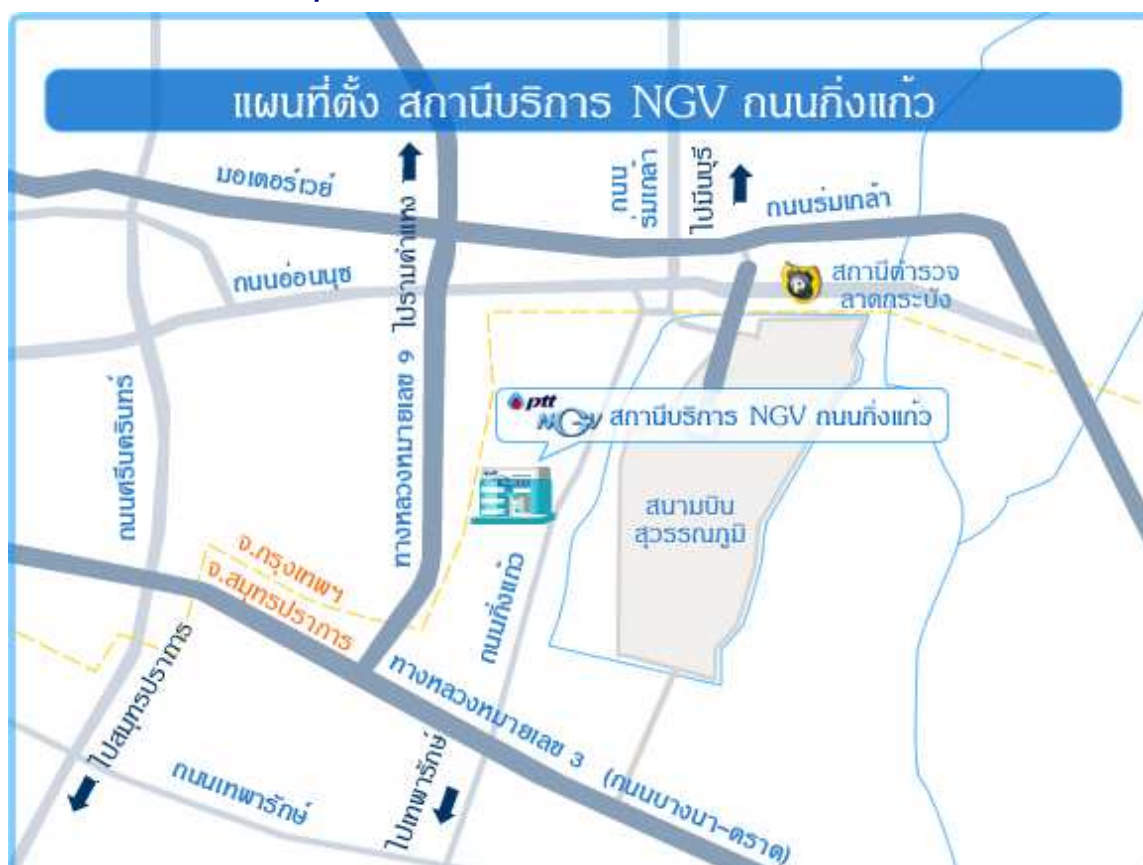 แผนที่ตั้ง สถานีบริการ NGV ถนนกิ่งแก้ว
มอเตอร์เวย์
ถนน
ร่มเกล้า
ไปมีนบุรี
ถนนร่มเกล้า
ไปรามคำแหง
ถนนอ่อนนุช
สถานีตำรวจ
ลาดกระบัง
ถนนศรีนครินทร์
ทางหลวงหมายเลข 9
ptt
NGV
สถานีบริการ NGV ถนนกิ่งแก้ว
สนามบิน
สุวรรณภูมิ
จ.กรุงเทพฯ
จ.สมุทรปราการ
ถนนกิ่งแก้ว
ไปสมุทรปราการ
ทางหลวงหมายเลข 3 (ถนนบางนา-ตราด)
ถนนเทพารักษ์
ไปเทพารักษ์